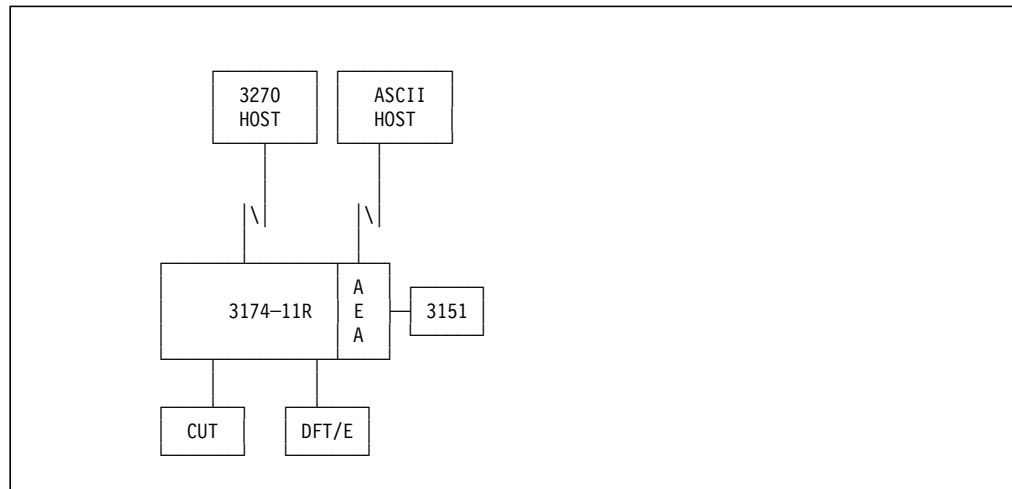 3270
HOST
ASCII
HOST
\
\
3174—11R
A
E
A
3151
CUT
DFT/E